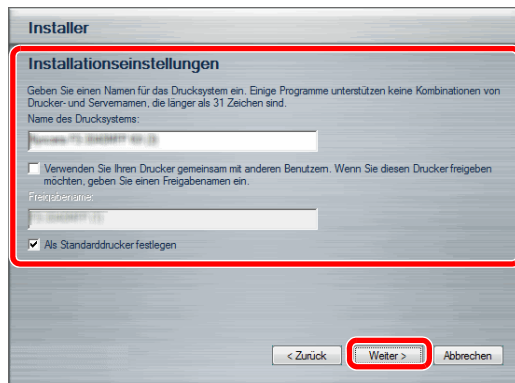 Installer
Installationseinstellungen
Geben Sie einen Namen für das Drucksystem ein. Einige Programme unterstützen keine Kombinationen von
Drucker- und Servernamen, die länger als 31 Zeichen sind.
Name des Drucksystems:
Verwenden Sie Ihren Drucker gemeinsam mit anderen Benutzern. Wenn Sie diesen Drucker freigeben
möchten, geben Sie einen Freigabenamen ein.
Freigabename:
Als Standarddrucker festlegen
< Zurück
Weiter >
Abbrechen